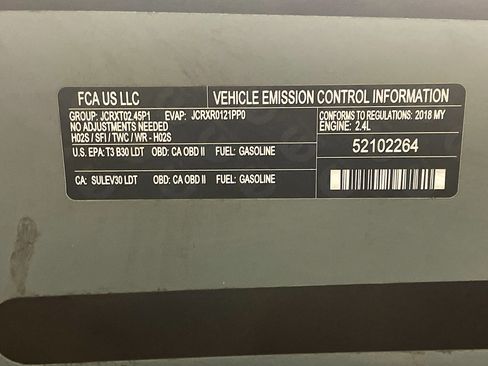 FCA US LLC
VEHICLE EMISSION CONTROL INFORMATION
GROUP: JCRXT02.45P1 EVAP: JCRXR0121PP0
NO ADJUSTMENTS NEEDED
H02S / SFI / TWC / WR - H02S
CONFORMS TO REGULATIONS: 2018 MY
ENGINE: 2.4L
U.S. EPA: T3 B30 LDT OBD: CA OBD II FUEL: GASOLINE
52102264
CA: SULEV30 LDT OBD: CA OBD II FUEL: GASOLINE